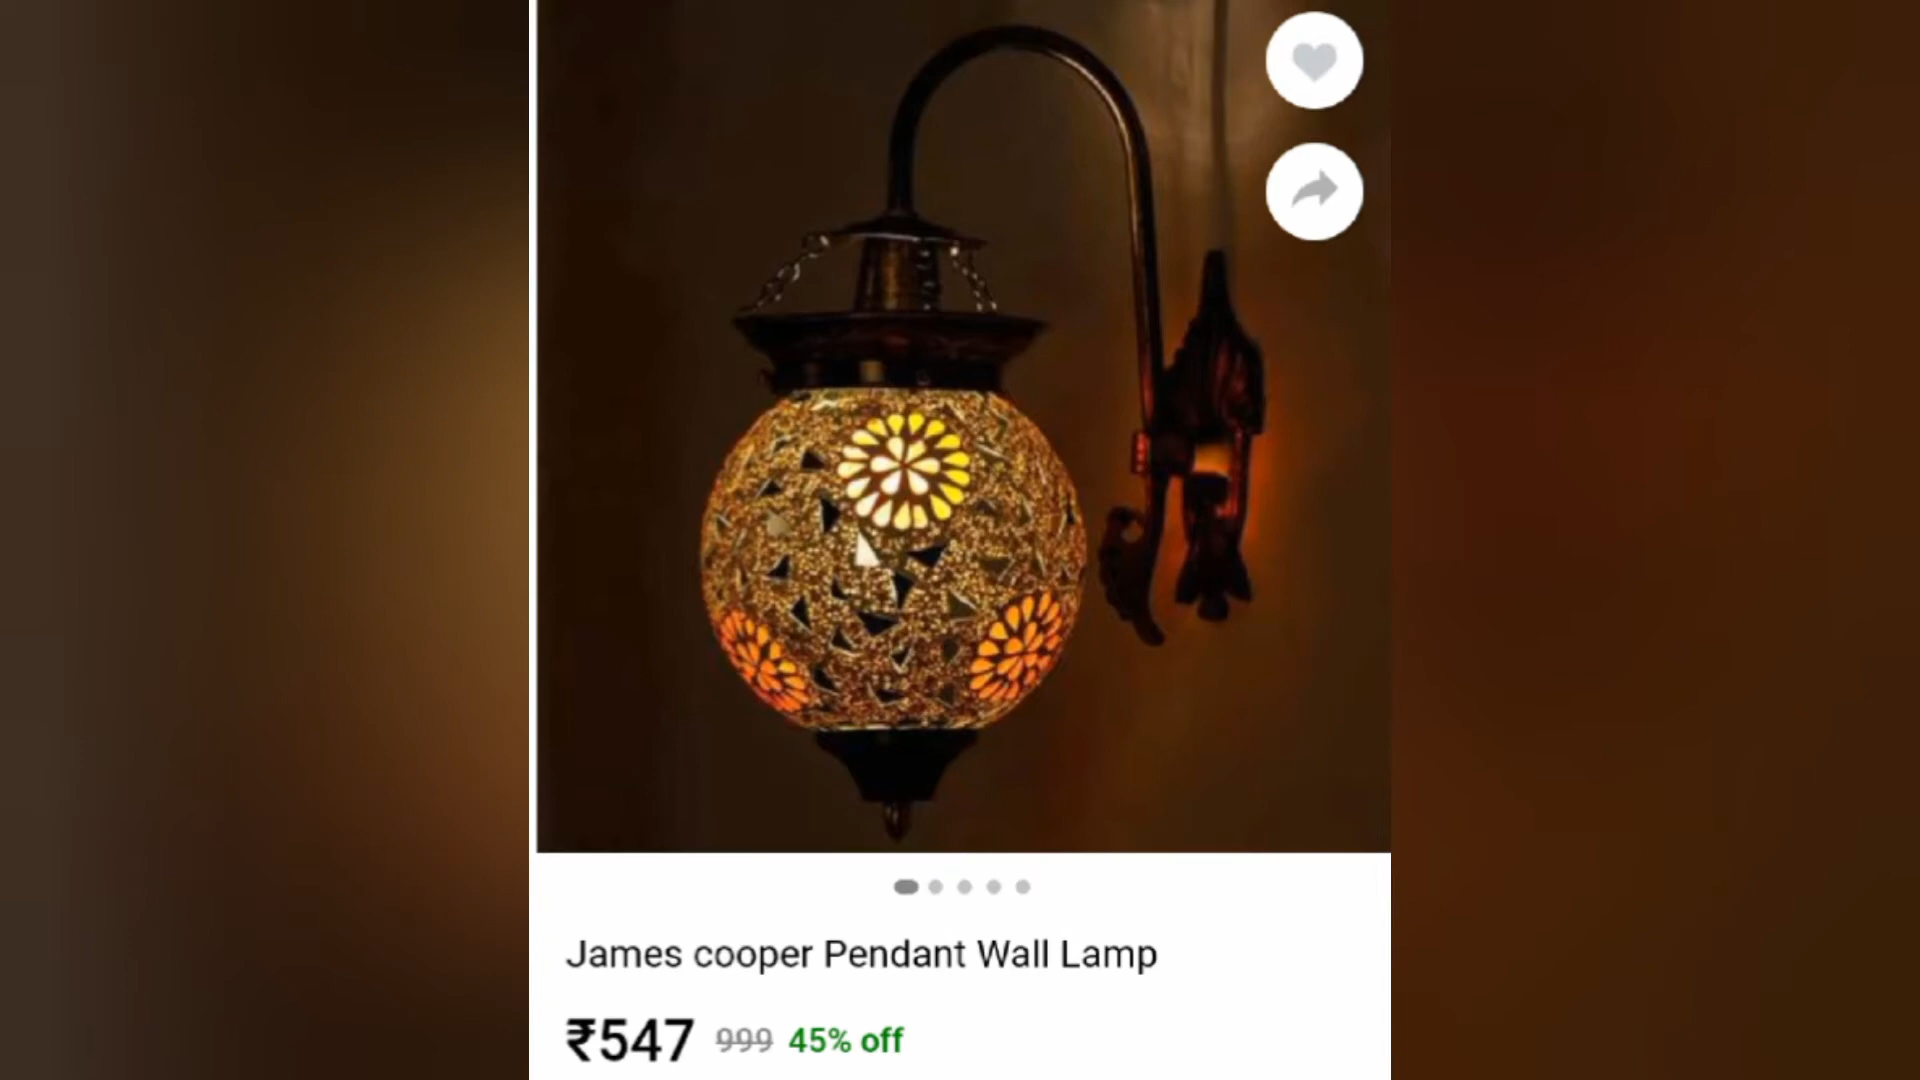 James cooper Pendant Wall Lamp
₹547 999 45% off